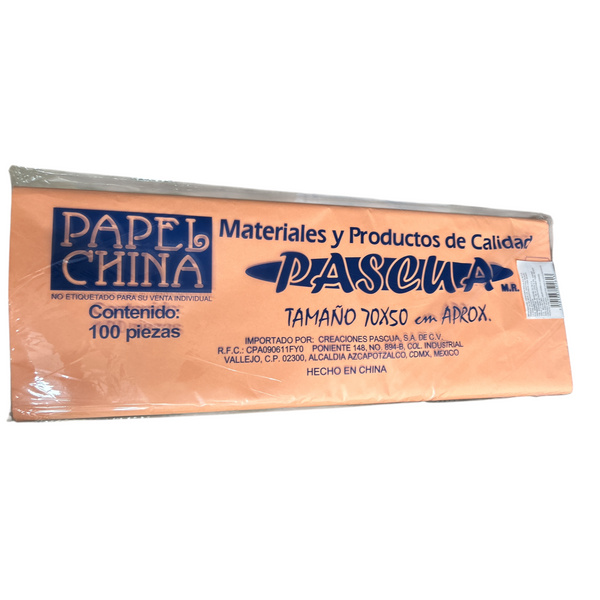 PAPEL
CHINA
NO ETIQUETADO PARA SU VENTA INDIVIDUAL
Contenido:
100 piezas
Materiales y Productos de Calidad
PASCUA M.R.
TAMAÑO 70X50 cm APROX.
IMPORTADO POR: CREACIONES PASCUA, S.A. DE C.V.
R.F.C.: CPA090611FY0 PONIENTE 148, NO. 894-B, COL. INDUSTRIAL
VALLEJO, C.P. 02300, ALCALDIA AZCAPOTZALCO, CDMX, MEXICO
HECHO EN CHINA